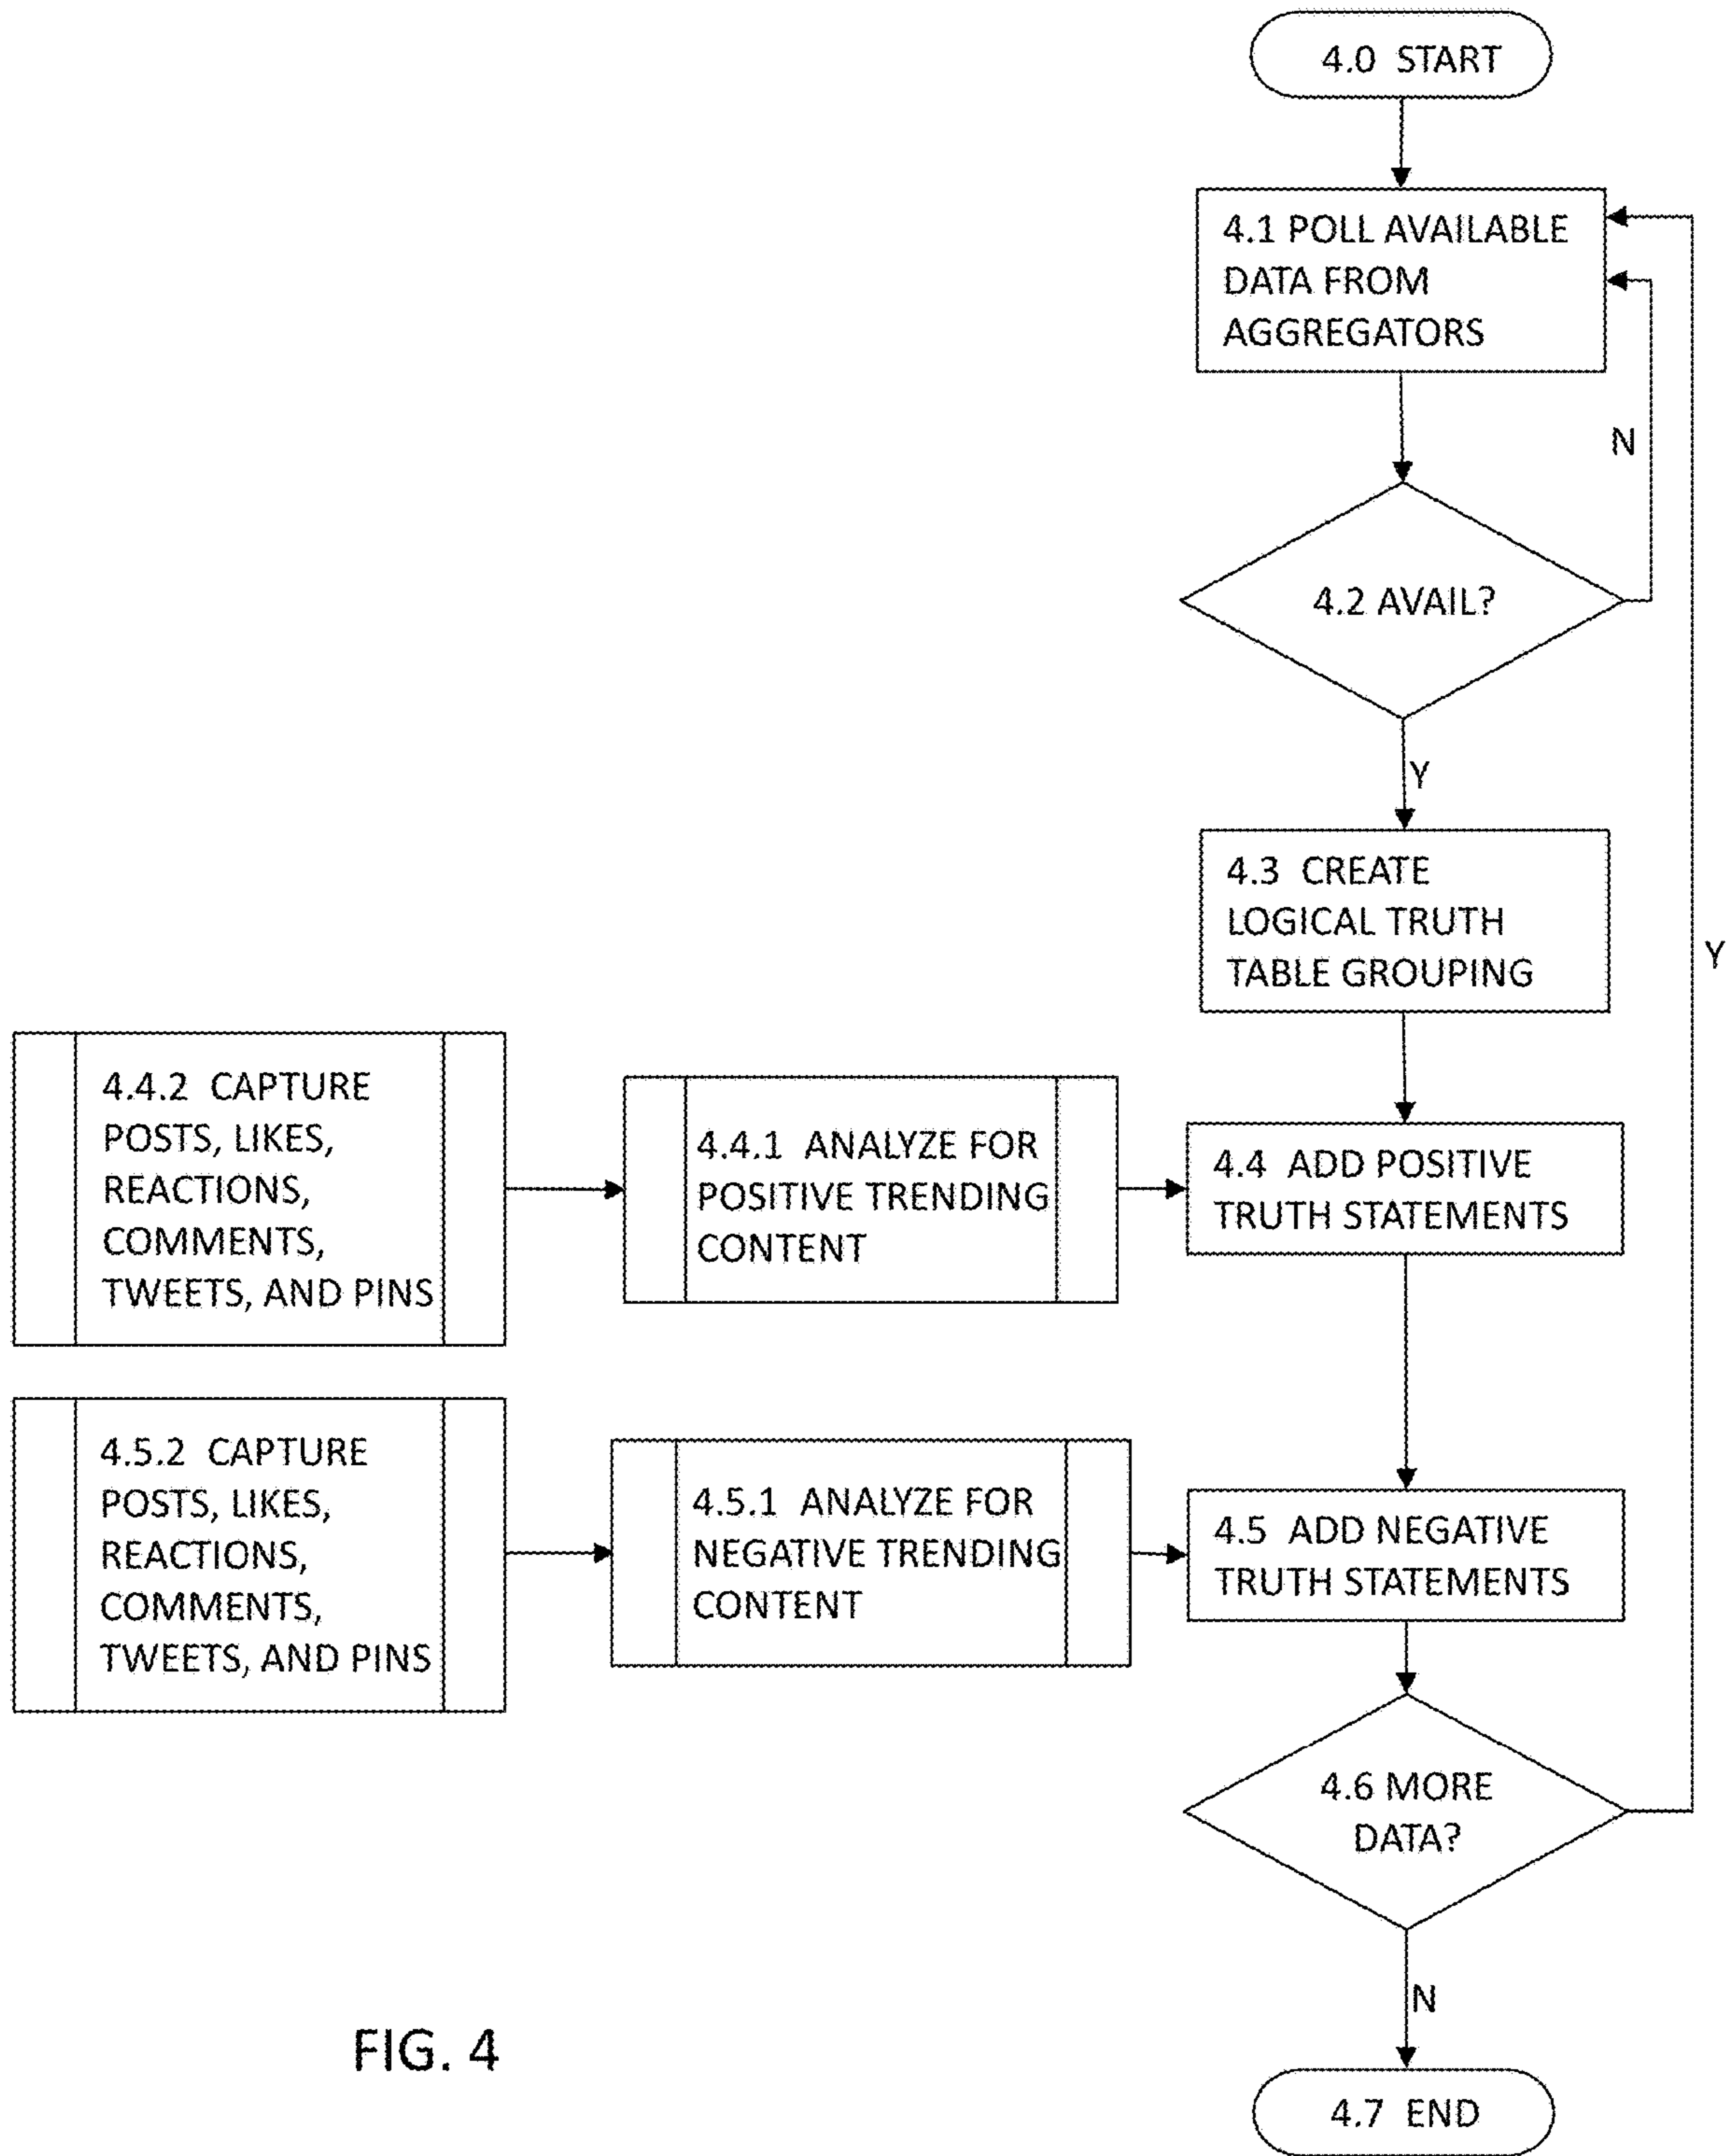 4.0 START
4.1 POLL AVAILABLE
DATA FROM
AGGREGATORS
N
4.2 AVAIL?
Y
4.3 CREATE
LOGICAL TRUTH
TABLE GROUPING
Y
4.4.2 CAPTURE
POSTS, LIKES,
REACTIONS,
COMMENTS,
TWEETS, AND PINS
4.4.1 ANALYZE FOR
POSITIVE TRENDING
CONTENT
4.4 ADD POSITIVE
TRUTH STATEMENTS
4.5.2 CAPTURE
POSTS, LIKES,
REACTIONS,
COMMENTS,
TWEETS, AND PINS
4.5.1 ANALYZE FOR
NEGATIVE TRENDING
CONTENT
4.5 ADD NEGATIVE
TRUTH STATEMENTS
4.6 MORE
DATA?
N
FIG. 4
4.7 END